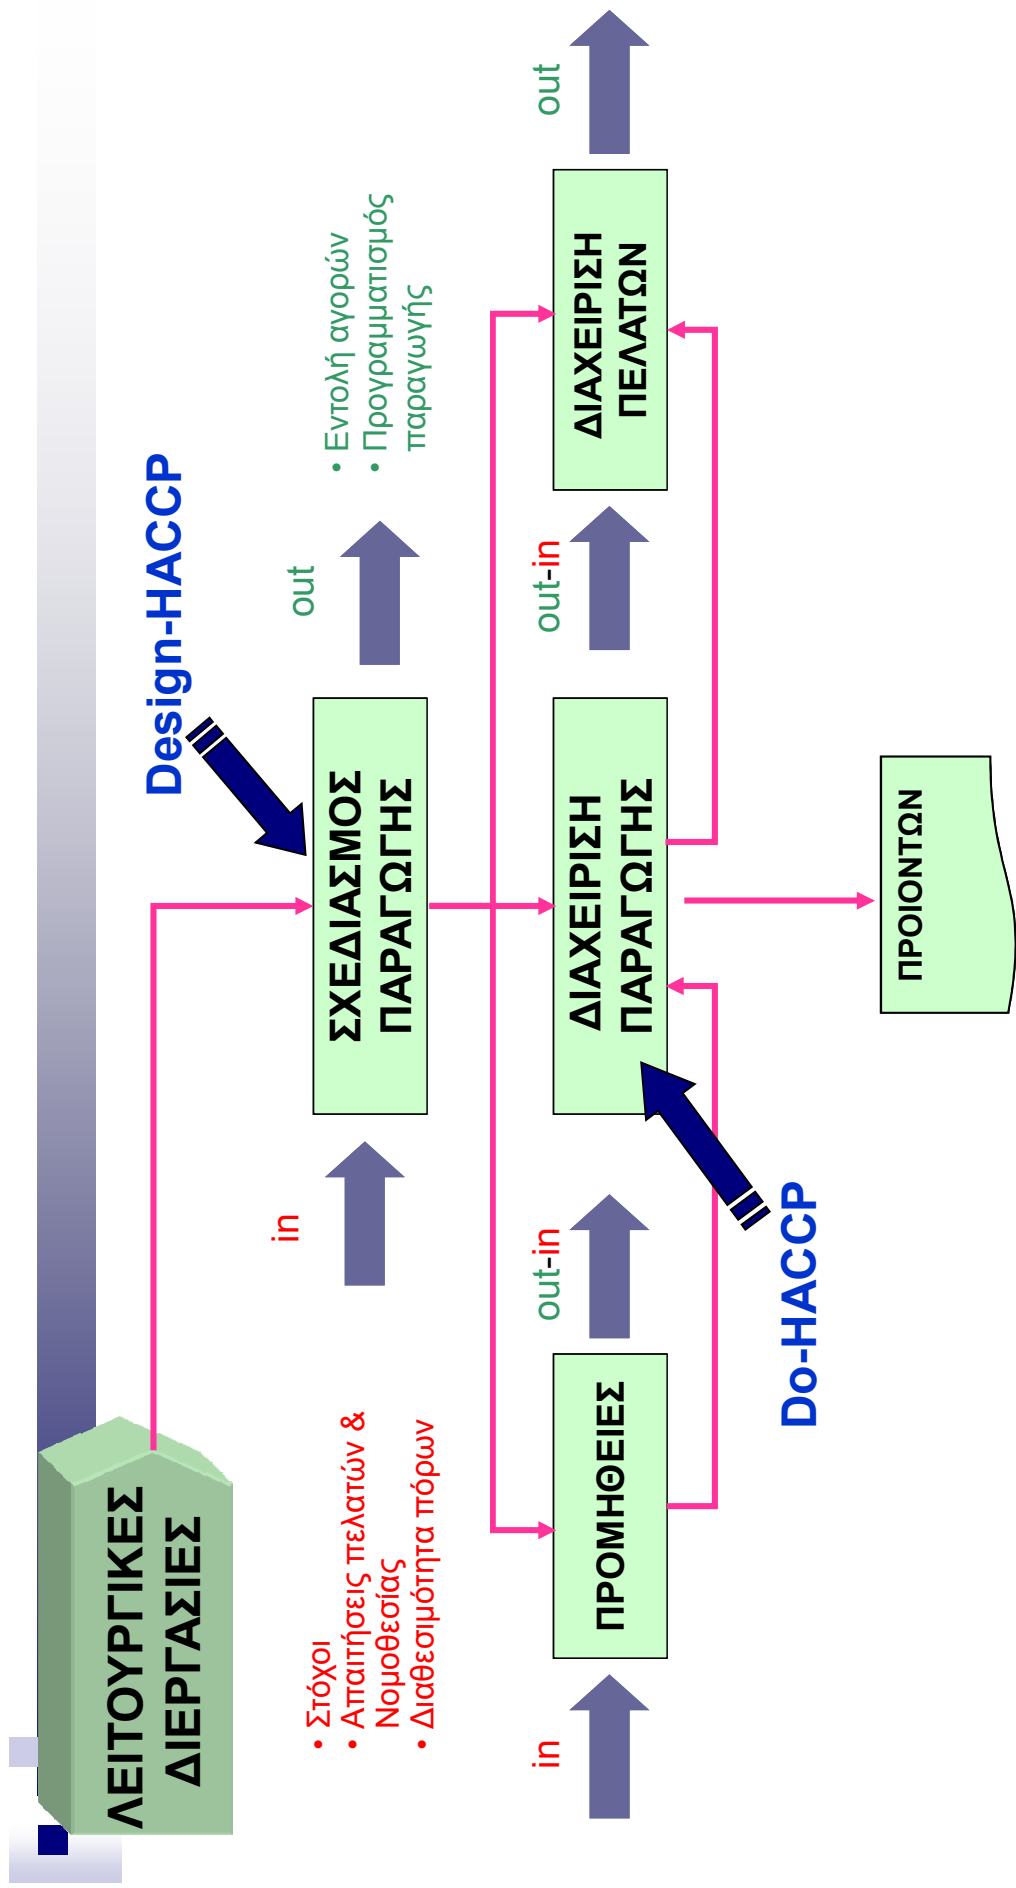 ΛΕΙΤΟΥΡΓΙΚΕΣ
ΔΙΕΡΓΑΣΙΕΣ
Design-HACCP
• Στόχοι
• Απαιτήσεις πελατών &
Νομοθεσίας
• Διαθεσιμότητα πόρων
in
ΣΧΕΔΙΑΣΜΟΣ
ΠΑΡΑΓΩΓΗΣ
out
• Εντολή αγορών
• Προγραμματισμός
παραγωγής
in
ΠΡΟΜΗΘΕΙΕΣ
out-in
ΔΙΑΧΕΙΡΙΣΗ
ΠΑΡΑΓΩΓΗΣ
out-in
ΔΙΑΧΕΙΡΙΣΗ
ΠΕΛΑΤΩΝ
out
Do-HACCP
ΠΡΟΙΟΝΤΩΝ